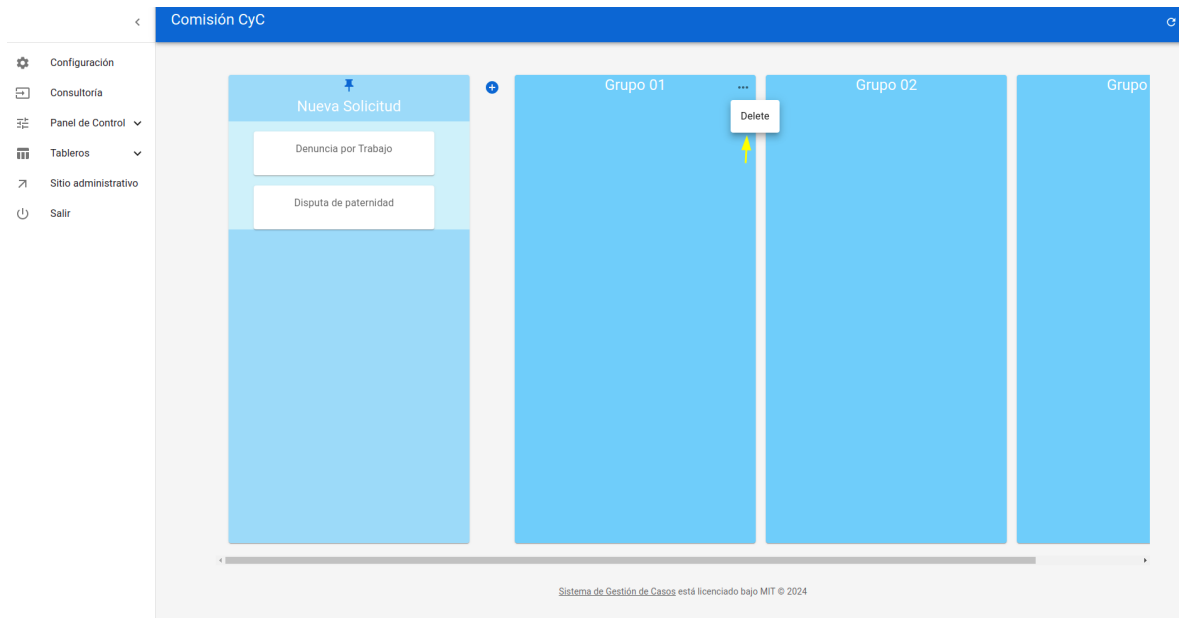 Comisión CyC
Configuración
Consultoría
Panel de Control
Tableros
Sitio administrativo
Salir
Nueva Solicitud
Denuncia por Trabajo
Disputa de paternidad
Grupo 01
Delete
Grupo 02
Grupo
Sistema de Gestión de Casos está licenciado bajo MIT © 2024